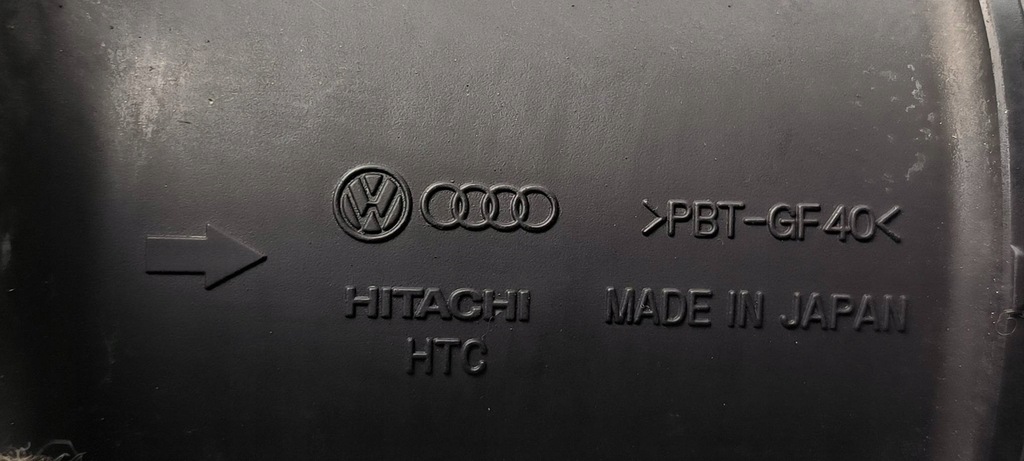 >PBT-GF40<
HITACHI
MADE IN JAPAN
HTC